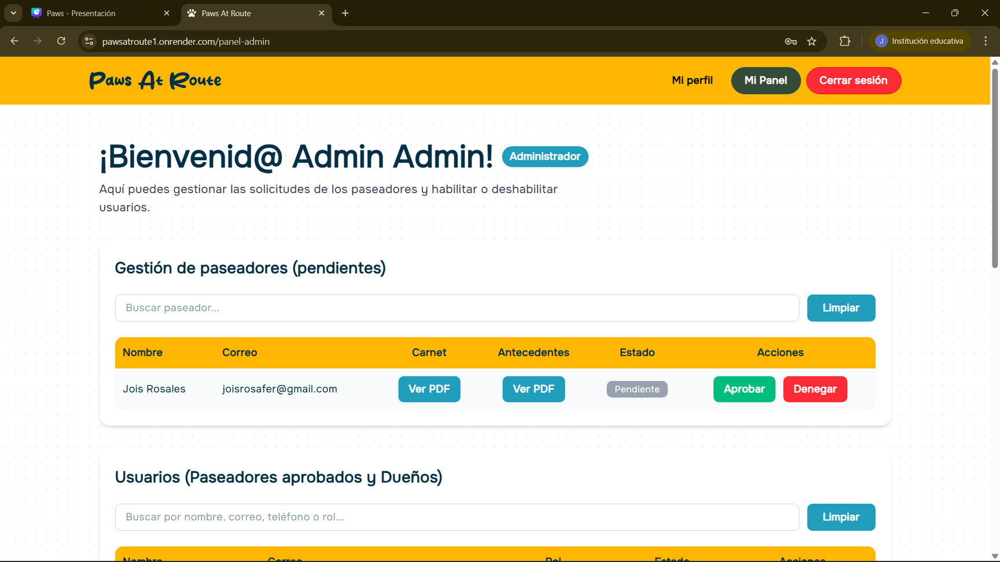 Paws - Presentación
Paws At Route
pawsatroute1.onrender.com/panel-admin
J Institución educativa
Paws At Route
Mi perfil
Mi Panel
Cerrar sesión
¡Bienvenid@ Admin Admin! Administrador
Aquí puedes gestionar las solicitudes de los paseadores y habilitar o deshabilitar
usuarios.
Gestión de paseadores (pendientes)
Buscar paseador...
Limpiar
Nombre Correo Carnet Antecedentes Estado Acciones
Jois Rosales joisrosafer@gmail.com Ver PDF Ver PDF Pendiente Aprobar Denegar
Usuarios (Paseadores aprobados y Dueños)
Buscar por nombre, correo, teléfono o rol...
Limpiar
Nombre Correo Rol Estado Acciones